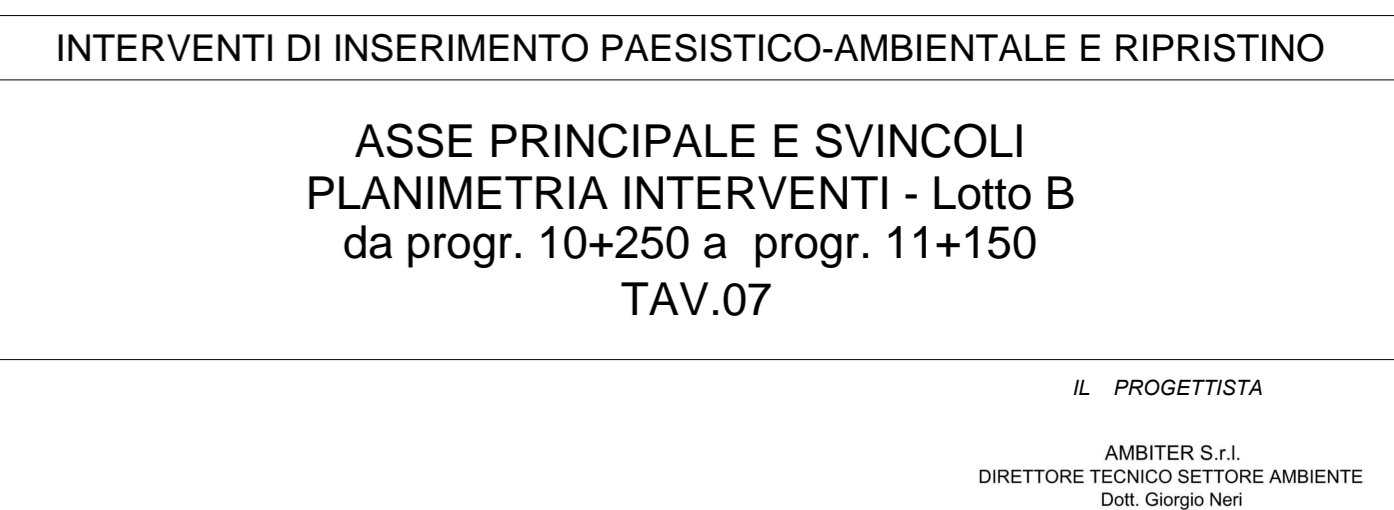 INTERVENTI DI INSERIMENTO PAESISTICO-AMBIENTALE E RIPRISTINO
ASSE PRINCIPALE E SVINCOLI
PLANIMETRIA INTERVENTI - Lotto B
da progr. 10+250 a progr. 11+150
TAV.07
IL PROGETTISTA
AMBITER S.r.l.
DIRETTORE TECNICO SETTORE AMBIENTE
Dott. Giorgio Neri